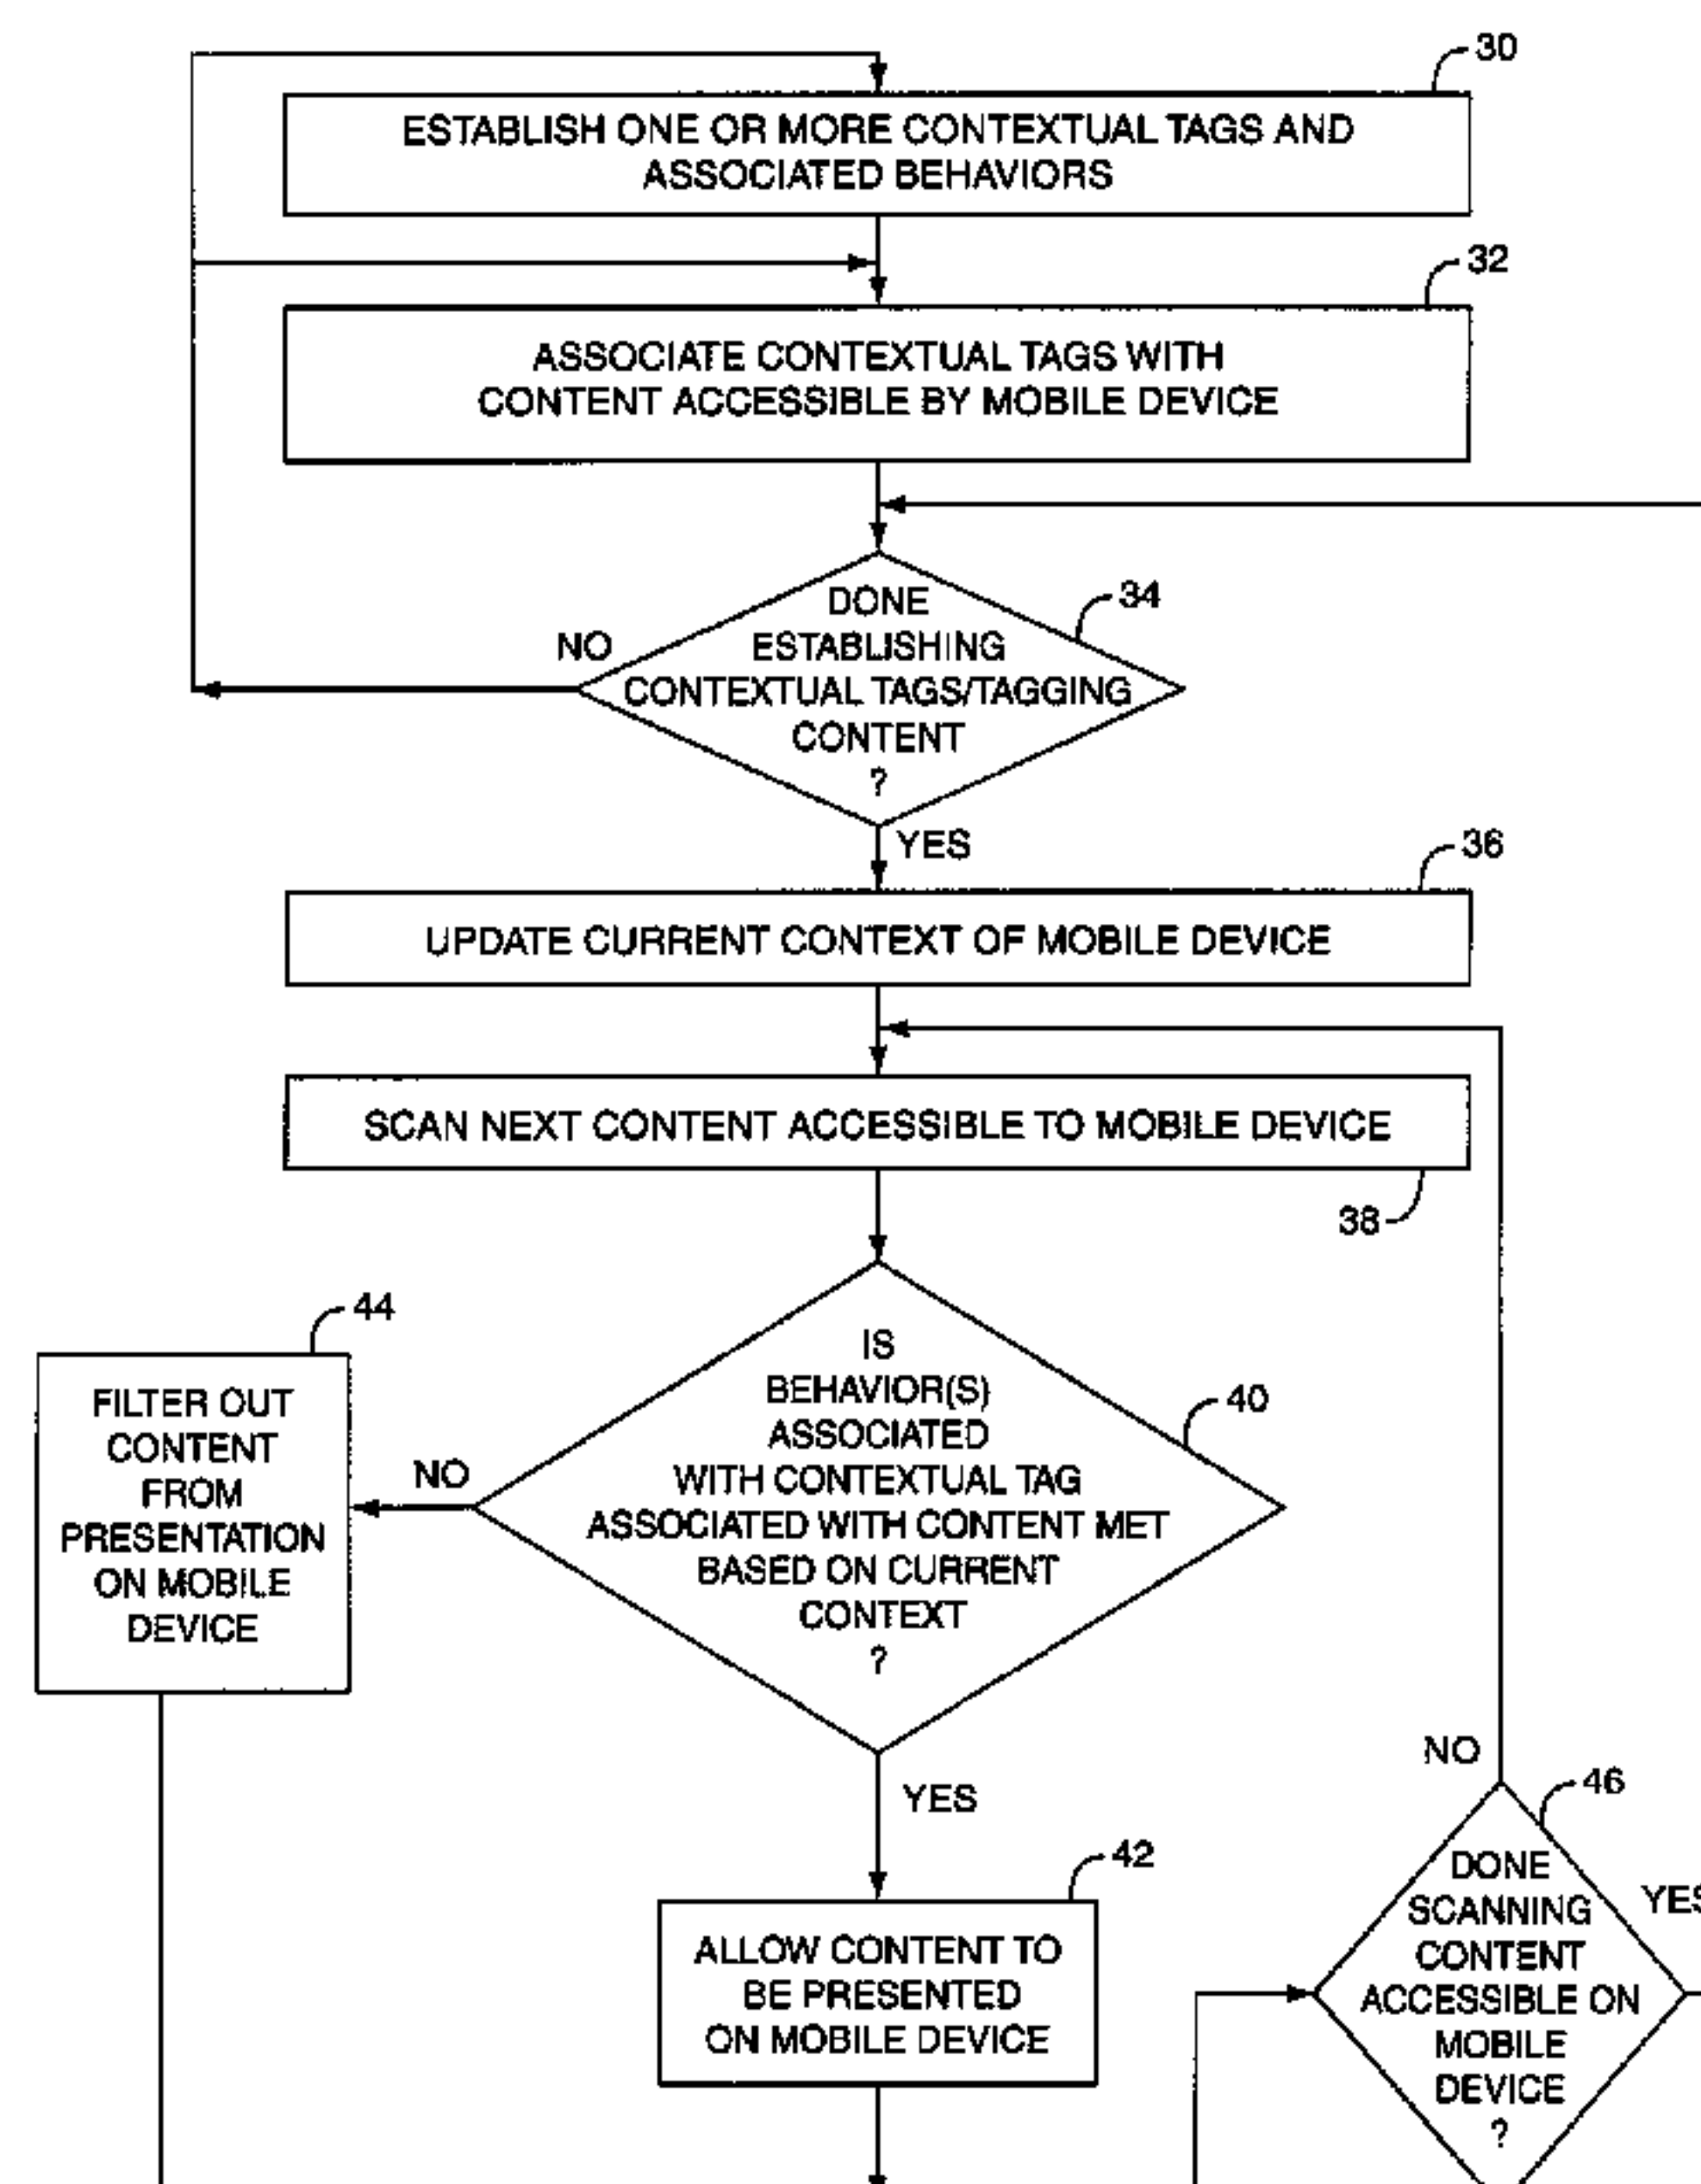 30
ESTABLISH ONE OR MORE CONTEXTUAL TAGS AND
ASSOCIATED BEHAVIORS
32
ASSOCIATE CONTEXTUAL TAGS WITH
CONTENT ACCESSIBLE BY MOBILE DEVICE
34
DONE
ESTABLISHING
CONTEXTUAL TAGS/TAGGING
CONTENT
?
NO
YES
36
UPDATE CURRENT CONTEXT OF MOBILE DEVICE
SCAN NEXT CONTENT ACCESSIBLE TO MOBILE DEVICE
38
44
FILTER OUT
CONTENT
FROM
PRESENTATION
ON MOBILE
DEVICE
NO
40
IS
BEHAVIOR(S)
ASSOCIATED
WITH CONTEXTUAL TAG
ASSOCIATED WITH CONTENT MET
BASED ON CURRENT
CONTEXT
?
YES
42
ALLOW CONTENT TO
BE PRESENTED
ON MOBILE DEVICE
NO
46
DONE
SCANNING
CONTENT
ACCESSIBLE ON
MOBILE
DEVICE
?
YES